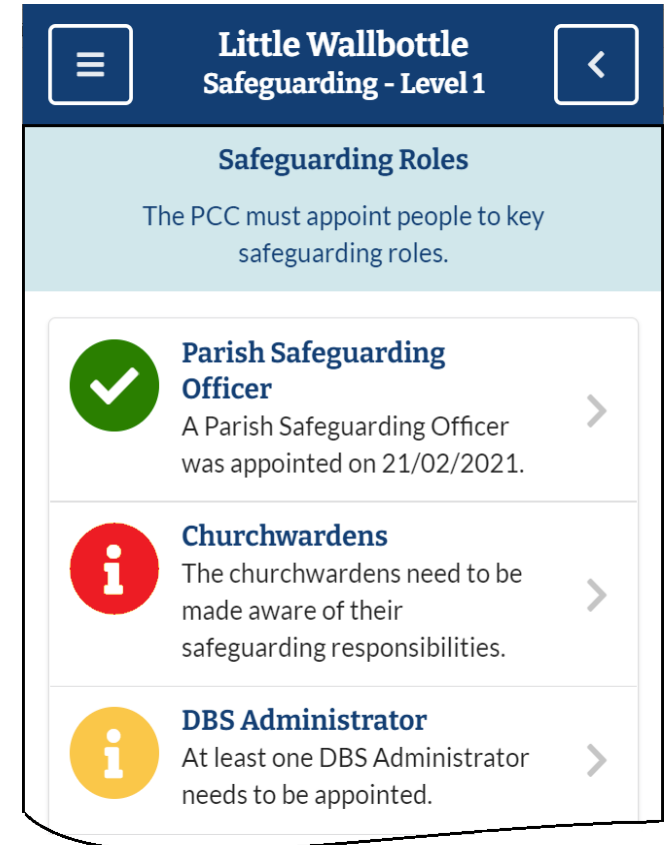 Little Wallbottle
Safeguarding - Level 1
Safeguarding Roles
The PCC must appoint people to key
safeguarding roles.
Parish Safeguarding
Officer
A Parish Safeguarding Officer
was appointed on 21/02/2021.
Churchwardens
The churchwardens need to be
made aware of their
safeguarding responsibilities.
DBS Administrator
At least one DBS Administrator
needs to be appointed.